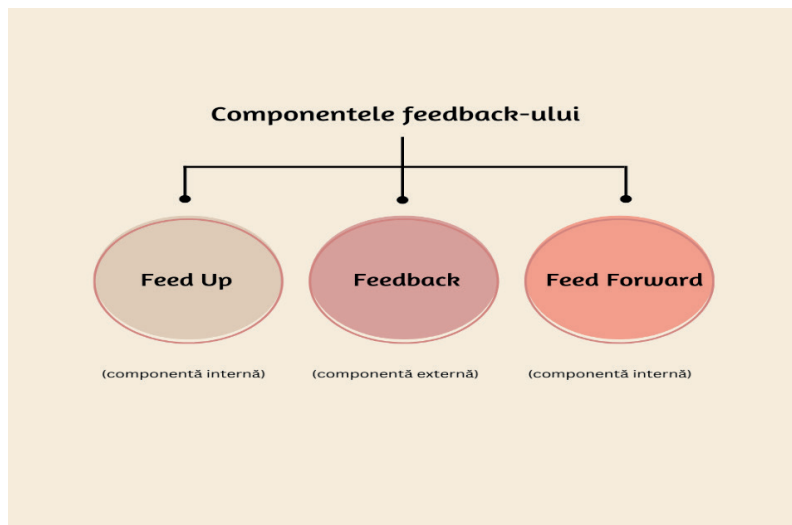 Componentele feedback-ului
Feed Up
Feedback
Feed Forward
(componentă internă)
(componentă externă)
(componentă internă)